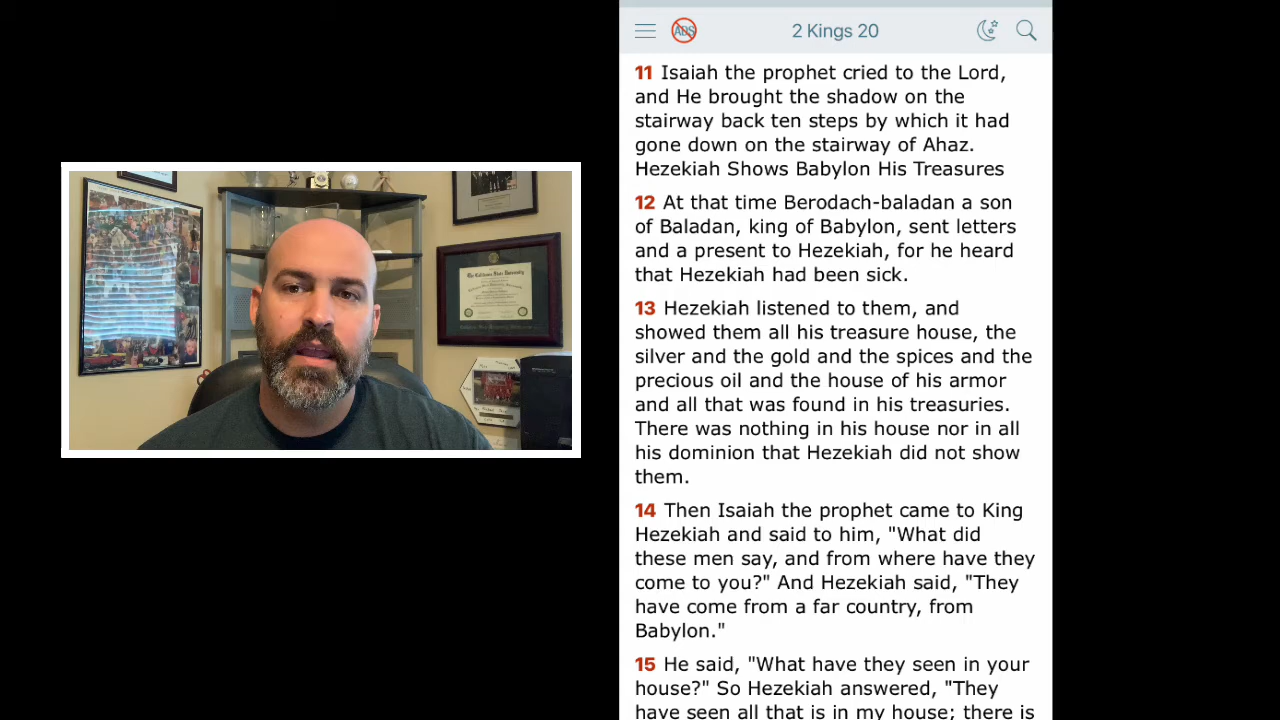 ADS
2 Kings 20
11 Isaiah the prophet cried to the Lord,
and He brought the shadow on the
stairway back ten steps by which it had
gone down on the stairway of Ahaz.
Hezekiah Shows Babylon His Treasures
12 At that time Berodach-baladan a son
of Baladan, king of Babylon, sent letters
and a present to Hezekiah, for he heard
that Hezekiah had been sick.
13 Hezekiah listened to them, and
showed them all his treasure house, the
silver and the gold and the spices and the
precious oil and the house of his armor
and all that was found in his treasuries.
There was nothing in his house nor in all
his dominion that Hezekiah did not show
them.
14 Then Isaiah the prophet came to King
Hezekiah and said to him, "What did
these men say, and from where have they
come to you?" And Hezekiah said, "They
have come from a far country, from
Babylon."
15 He said, "What have they seen in your
house?" So Hezekiah answered, "They
have seen all that is in my house; there is